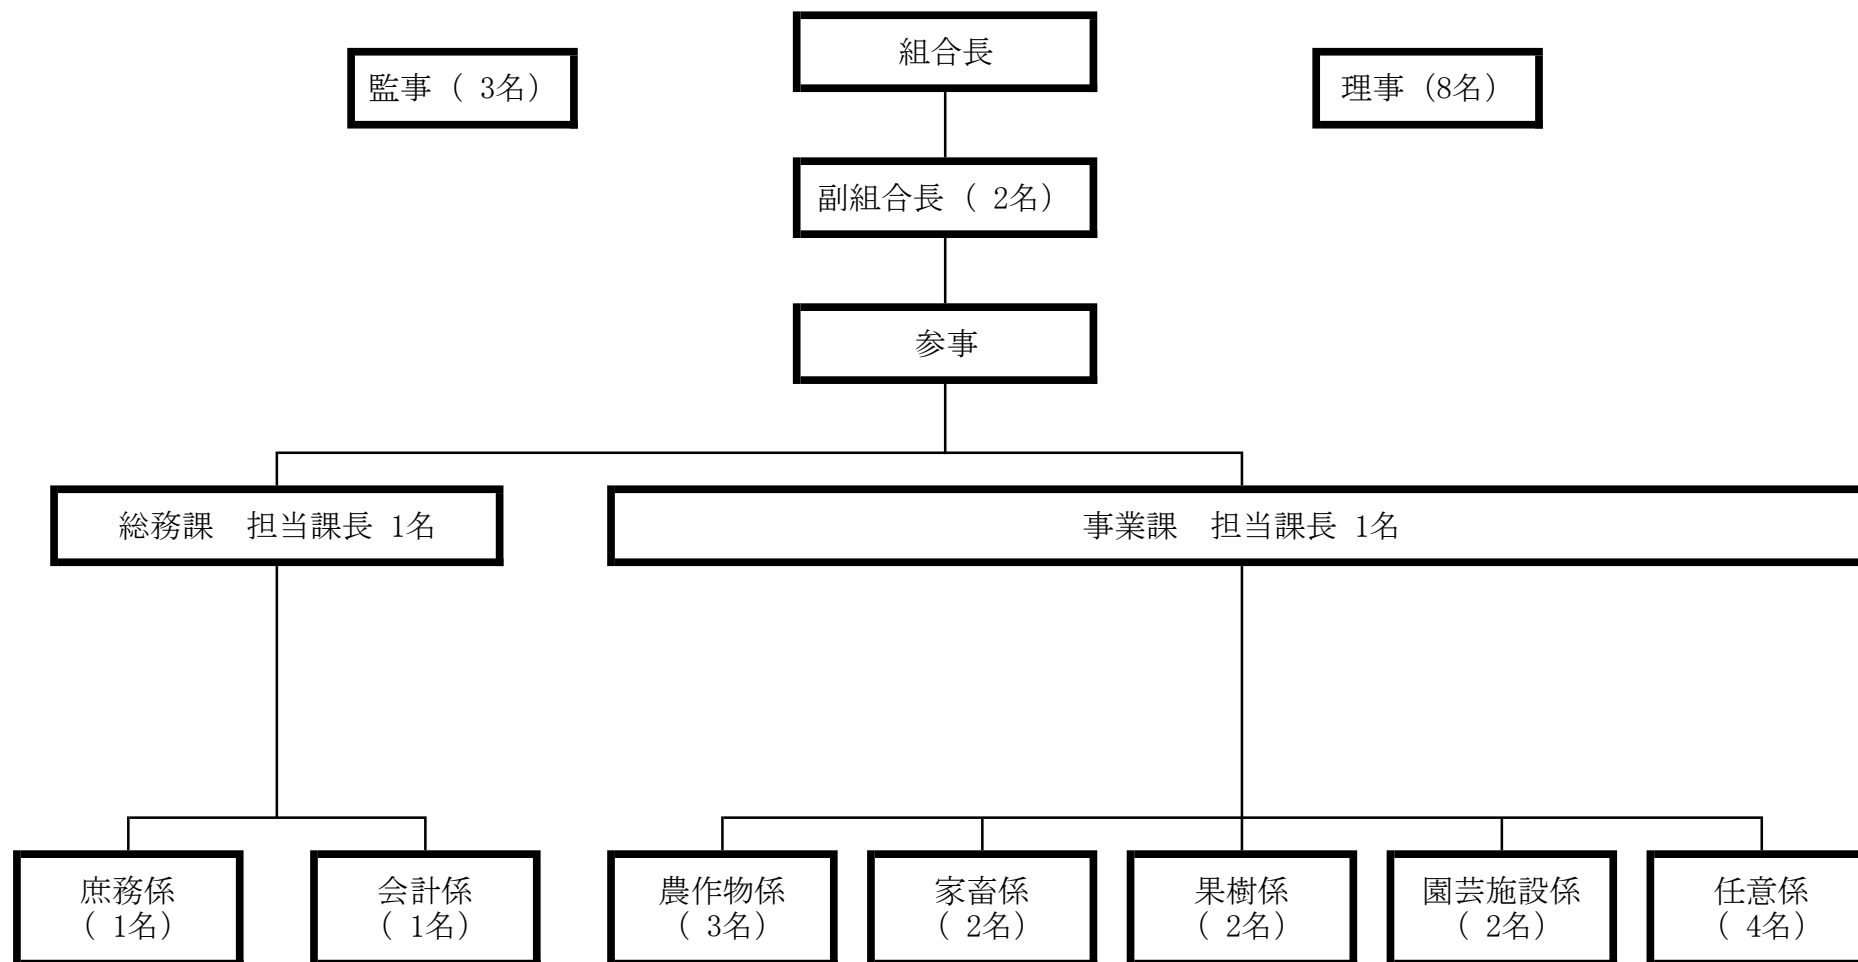 組合長
監事（ 3名）
理事（8名）
副組合長（ 2名）
参事
総務課　担当課長 1名
事業課　担当課長 1名
庶務係
（ 1名）
会計係
（ 1名）
農作物係
（ 3名）
家畜係
（ 2名）
果樹係
（ 2名）
園芸施設係
（ 2名）
任意係
（ 4名）